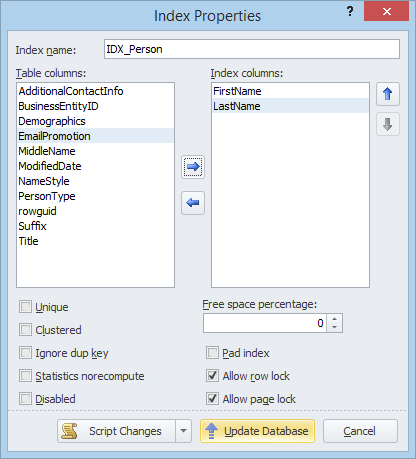 Index Properties
?
Index name:
IDX_Person
Table columns:
Index columns:
AdditionalContactInfo
BusinessEntityID
Demographics
EmailPromotion
MiddleName
ModifiedDate
NameStyle
PersonType
rowguid
Suffix
Title
FirstName
LastName
Unique
Clustered
Ignore dup key
Statistics norecompute
Disabled
Free space percentage:
0
Pad index
Allow row lock
Allow page lock
Script Changes
Update Database
Cancel